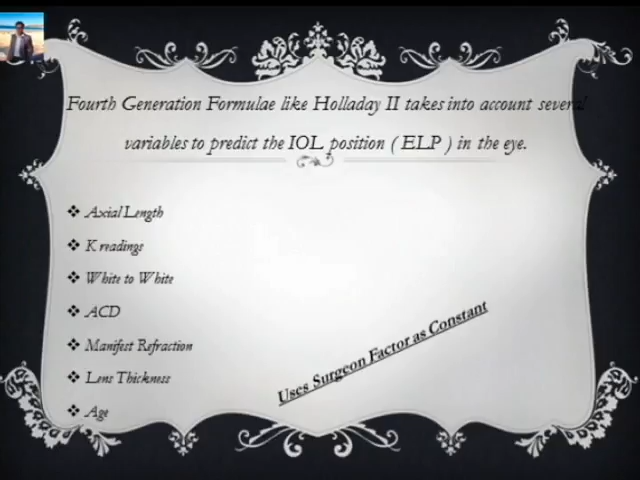 Fourth Generation Formulae like Holladay II takes into account several
variables to predict the IOL position ( ELP ) in the eye.
Axial Length
K readings
White to White
ACD
Manifest Refraction
Lens Thickness
Age
Uses Surgeon Factor as Constant